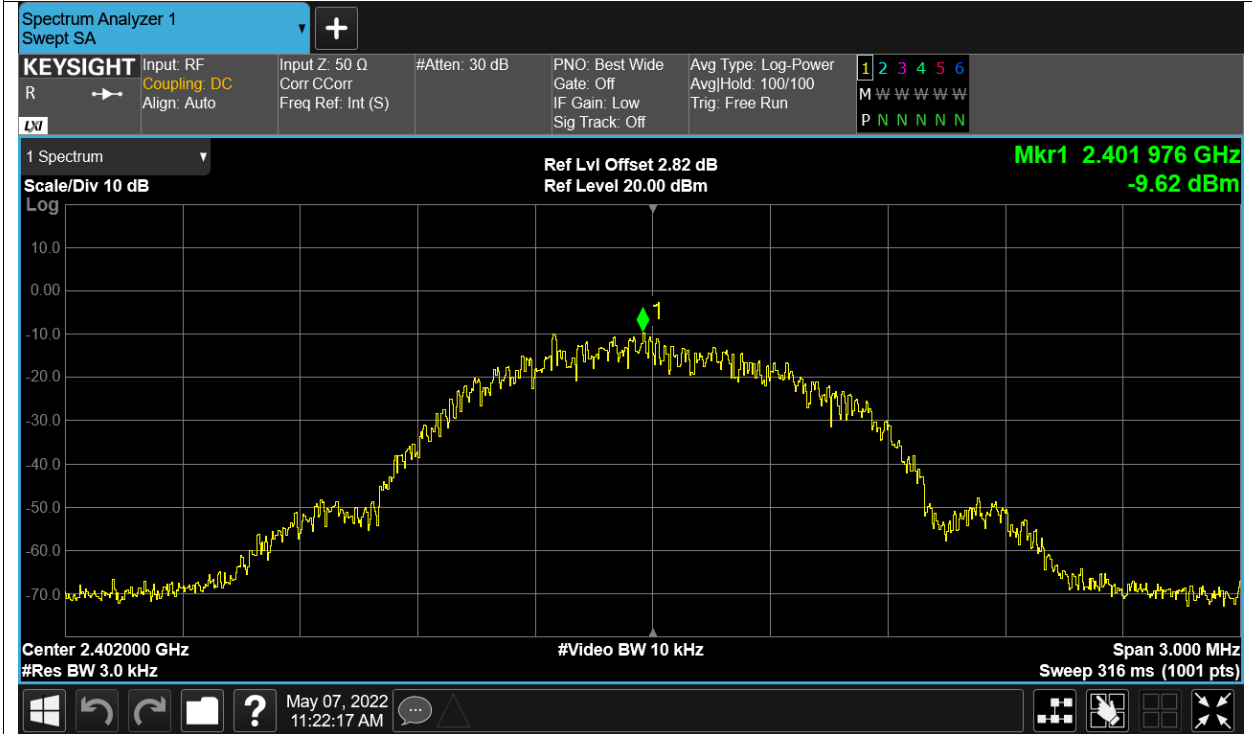 Spectrum Analyzer 1
Swept SA
+
KEYSIGHT
R
LXI
Input: RF
Coupling: DC
Align: Auto
Input Z: 50 Ω
Corr CCorr
Freq Ref: Int (S)
#Atten: 30 dB
PNO: Best Wide
Gate: Off
IF Gain: Low
Sig Track: Off
Avg Type: Log-Power
Avg|Hold: 100/100
Trig: Free Run
1 2 3 4 5 6
M W W W W W
P N N N N N
1 Spectrum
Scale/Div 10 dB
Ref Lvl Offset 2.82 dB
Ref Level 20.00 dBm
Mkr1 2.401 976 GHz
-9.62 dBm
Log
10.0
0.00
-10.0
-20.0
-30.0
-40.0
-50.0
-60.0
-70.0
1
Center 2.402000 GHz
#Res BW 3.0 kHz
#Video BW 10 kHz
Span 3.000 MHz
Sweep 316 ms (1001 pts)
?
May 07, 2022
11:22:17 AM